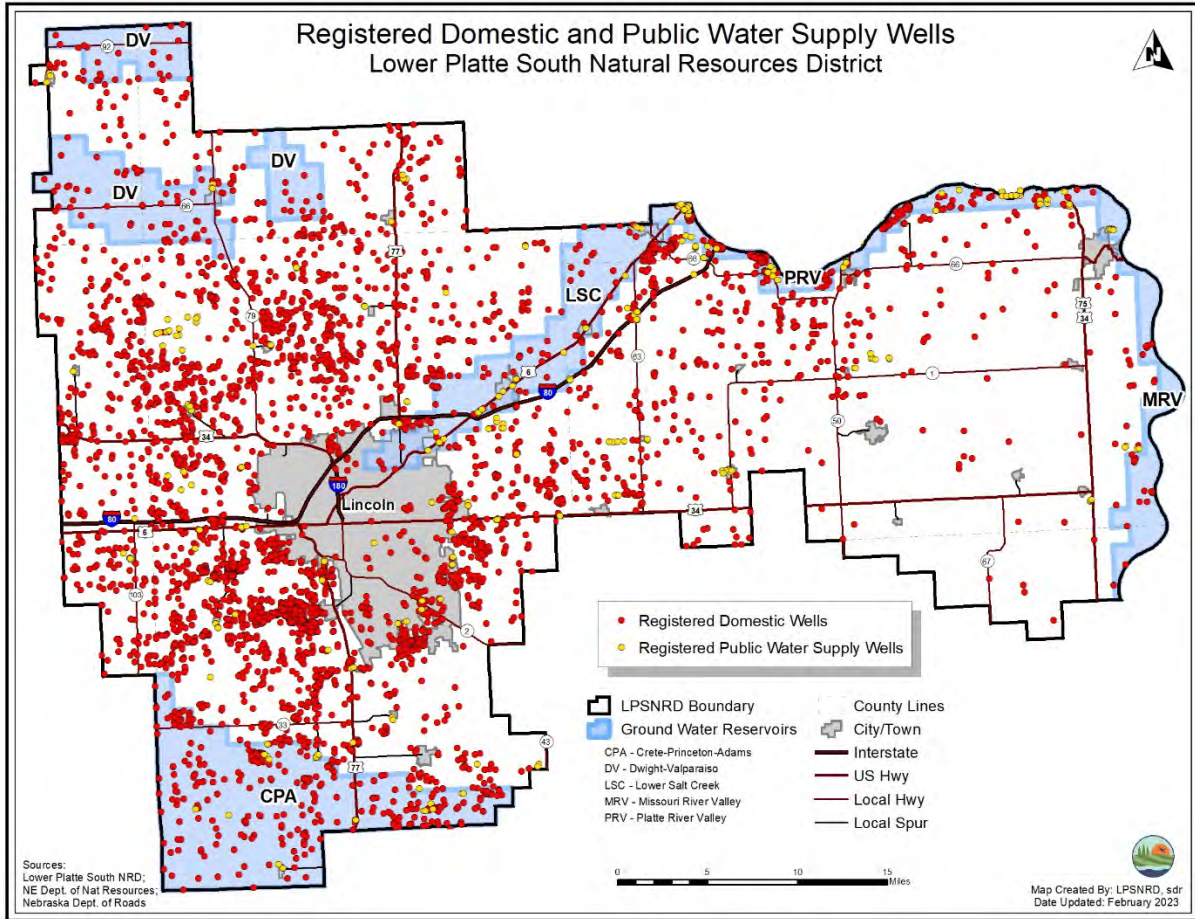 Registered Domestic and Public Water Supply Wells
Lower Platte South Natural Resources District
N
DV
92
DV
DV
66
77
79
LSC
66
PRV
66
75
34
6
63
80
1
MRV
34
50
180
Lincoln
80
6
34
103
67
2
33
43
77
CPA
Registered Domestic Wells
Registered Public Water Supply Wells
LPSNRD Boundary
Ground Water Reservoirs
CPA - Crete-Princeton-Adams
DV - Dwight-Valparaiso
LSC - Lower Salt Creek
MRV - Missouri River Valley
PRV - Platte River Valley
County Lines
City/Town
Interstate
US Hwy
Local Hwy
Local Spur
0 5 10 15
Miles
Sources:
Lower Platte South NRD;
NE Dept. of Nat Resources;
Nebraska Dept. of Roads
Map Created By: LPSNRD, sdr
Date Updated: February 2023